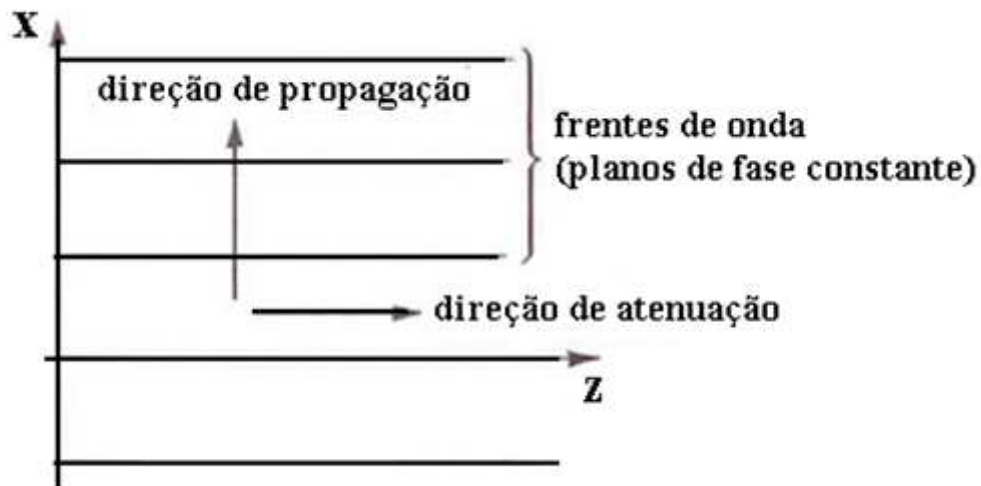 X
direção de propagação
frentes de onda
(planos de fase constante)
direção de atenuação
Z